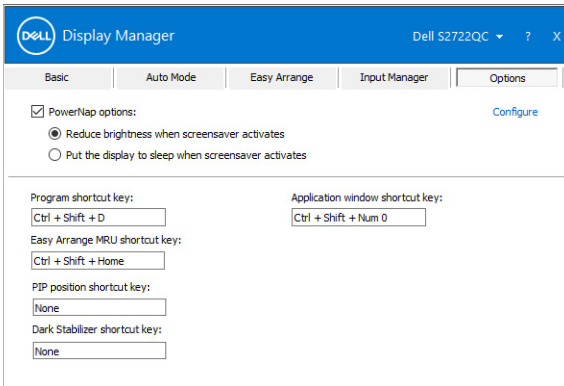 DELL Display Manager Dell S2722QC ? X
Basic Auto Mode Easy Arrange Input Manager Options
PowerNap options: Configure
Reduce brightness when screensaver activates
Put the display to sleep when screensaver activates
Program shortcut key: Application window shortcut key:
Ctrl + Shift + D Ctrl + Shift + Num 0
Easy Arrange MRU shortcut key:
Ctrl + Shift + Home
PIP position shortcut key:
None
Dark Stabilizer shortcut key:
None